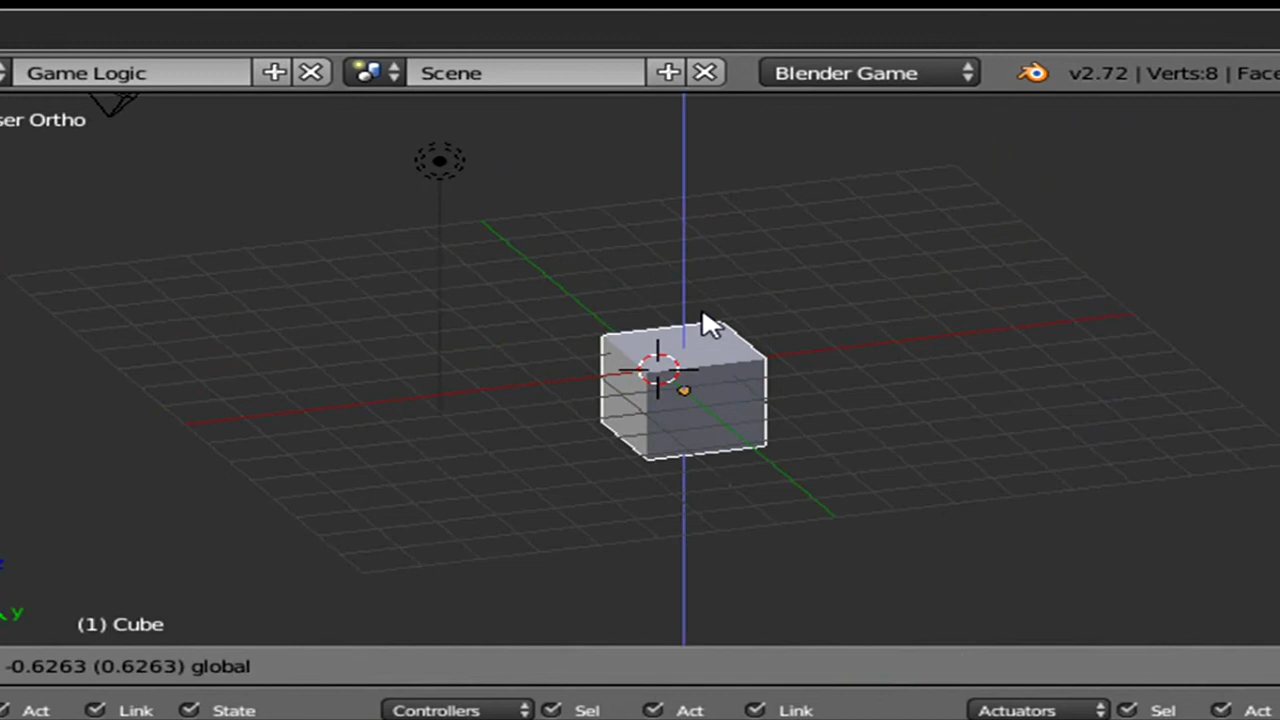 Game Logic Scene Blender Game v2.72 | Verts:8 | Face
ser Ortho
y
(1) Cube
-0.6263 (0.6263) global
Act Link State Controllers Sel Act Link Actuators Sel Act